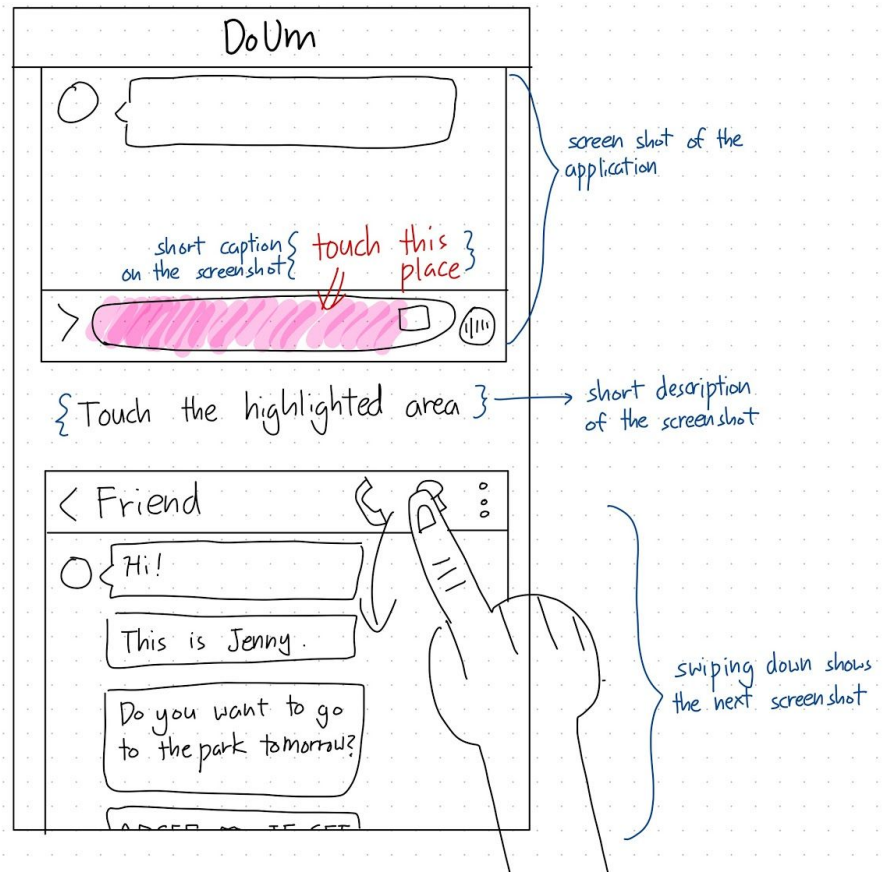 DoUm
screen shot of the
application
short caption
on the screenshot
touch this
place
{Touch the highlighted area}
short description
of the screenshot
< Friend
Hi!
This is Jenny.
Do you want to go
to the park tomorrow?
swiping down shows
the next screenshot